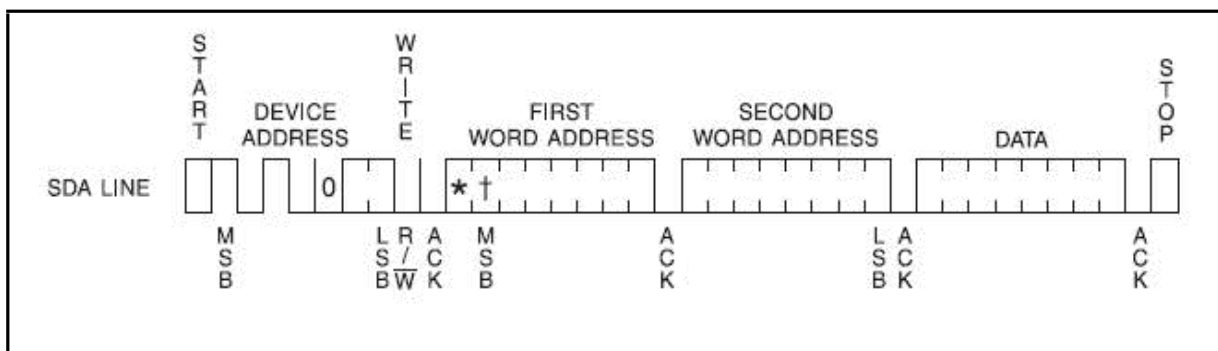 START
WRITE
STOP
DEVICE
ADDRESS
FIRST
WORD ADDRESS
SECOND
WORD ADDRESS
DATA
SDA LINE
0
* †
MSB
LSB
R/W̅
ACK
MSB
ACK
LSB
ACK
ACK